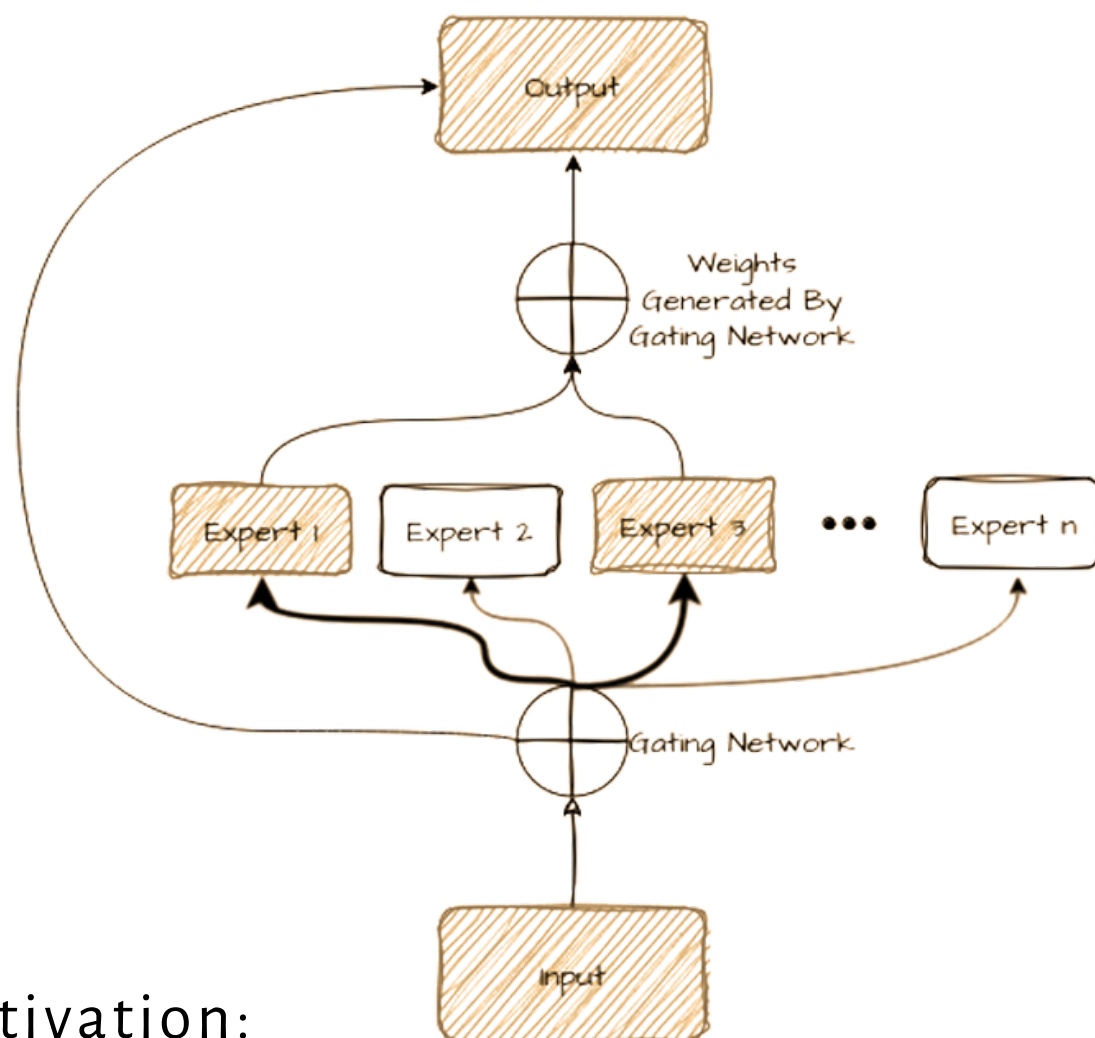 Output
Weights
Generated By
Gating Network
Expert 1
Expert 2
Expert 3
Expert n
Gating Network
Input
tivation: